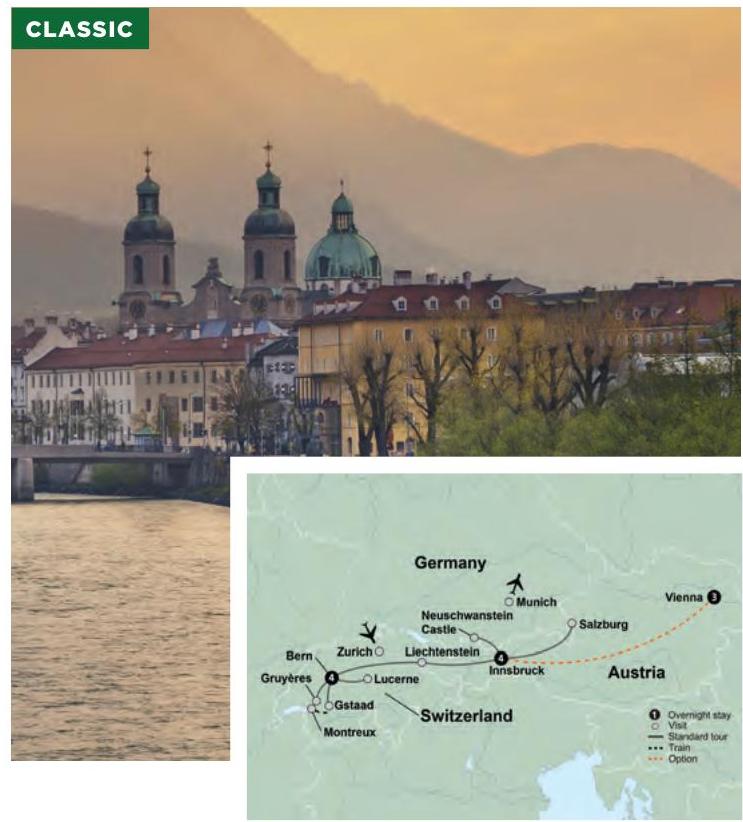 CLASSIC
Germany
Munich
Vienna 3
Neuschwanstein
Castle
Salzburg
Zurich
Liechtenstein
Bern
4
Innsbruck
Gruyères
4
Lucerne
Austria
Gstaad
Switzerland
Montreux
1 Overnight stay
Visit
Standard tour
Train
Option